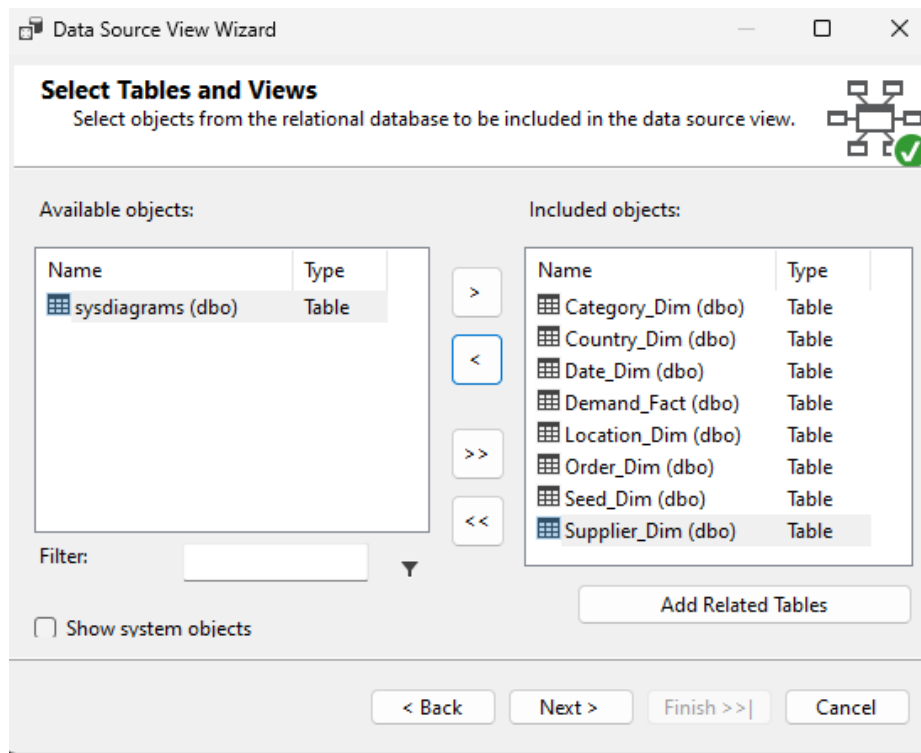 Data Source View Wizard
Select Tables and Views
Select objects from the relational database to be included in the data source view.
Available objects:
Name Type
sysdiagrams (dbo) Table
>
<
>>
<<
Filter:
Show system objects
Included objects:
Name Type
Category_Dim (dbo) Table
Country_Dim (dbo) Table
Date_Dim (dbo) Table
Demand_Fact (dbo) Table
Location_Dim (dbo) Table
Order_Dim (dbo) Table
Seed_Dim (dbo) Table
Supplier_Dim (dbo) Table
Add Related Tables
< Back Next > Finish >>| Cancel